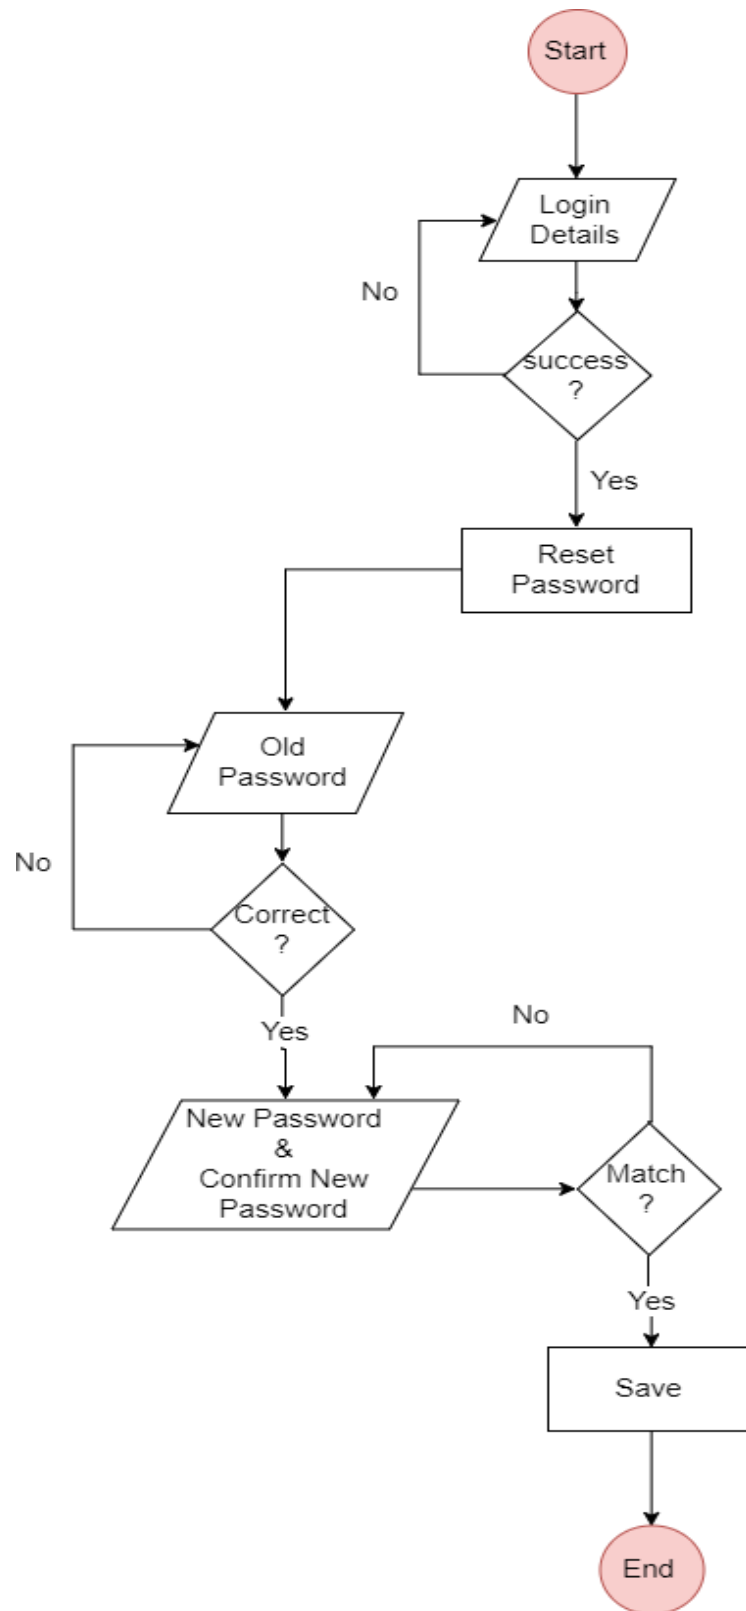 Start
Login
Details
No
success
?
Yes
Reset
Password
Old
Password
No
Correct
?
Yes
No
New Password
&
Confirm New
Password
Match
?
Yes
Save
End